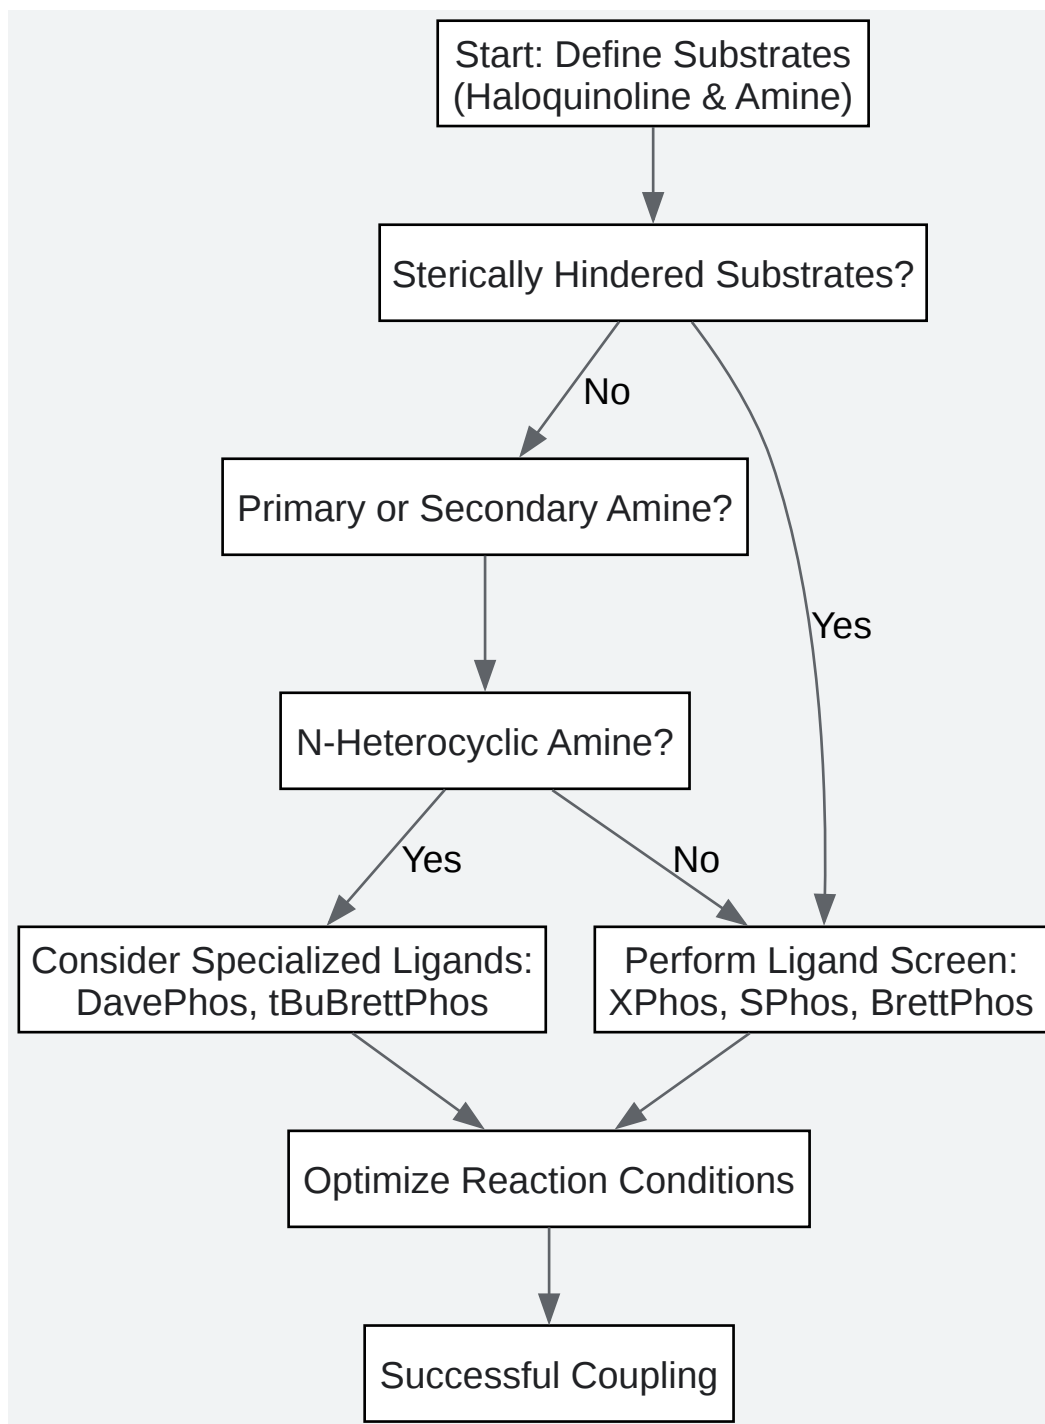 Start: Define Substrates
(Haloquinoline & Amine)
Sterically Hindered Substrates?
No
Primary or Secondary Amine?
Yes
N-Heterocyclic Amine?
Yes
No
Consider Specialized Ligands:
DavePhos, tBuBrettPhos
Perform Ligand Screen:
XPhos, SPhos, BrettPhos
Optimize Reaction Conditions
Successful Coupling